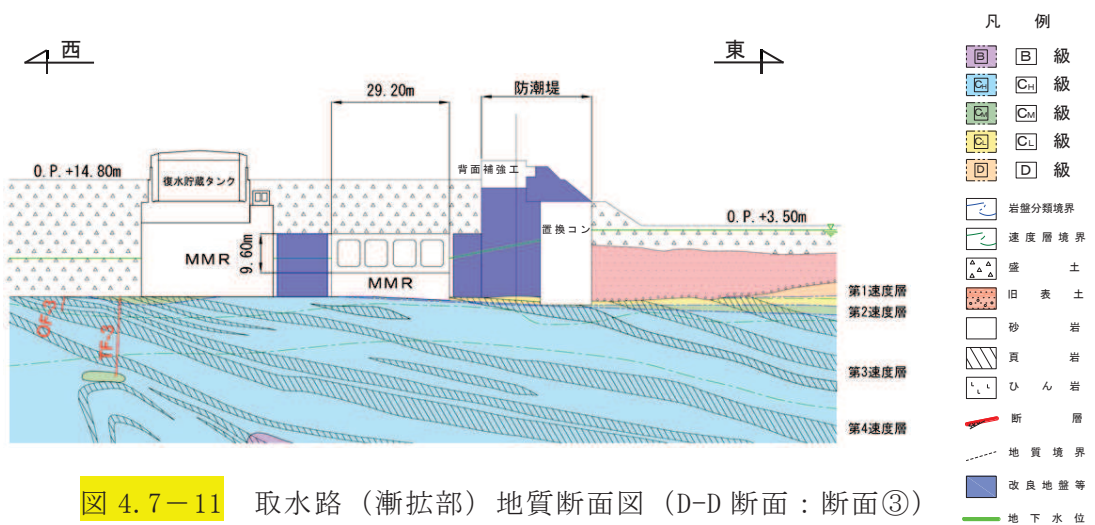 西
東
29.20m
防潮堤
背面補強工
O.P.+14.80m
復水貯蔵タンク
置換コン
O.P.+3.50m
9.60m
MMR
MMR
第1速度層
第2速度層
第3速度層
第4速度層
OF-3
TF-3
凡 例
B B 級
CH CH 級
CM CM 級
CL CL 級
D D 級
岩盤分類境界
速度層境界
盛 土
旧 表 土
砂 岩
頁 岩
ひ ん 岩
断 層
地 質 境 界
改 良 地 盤 等
地 下 水 位
図 4.7-11 取水路（漸拡部）地質断面図（D-D 断面：断面③）